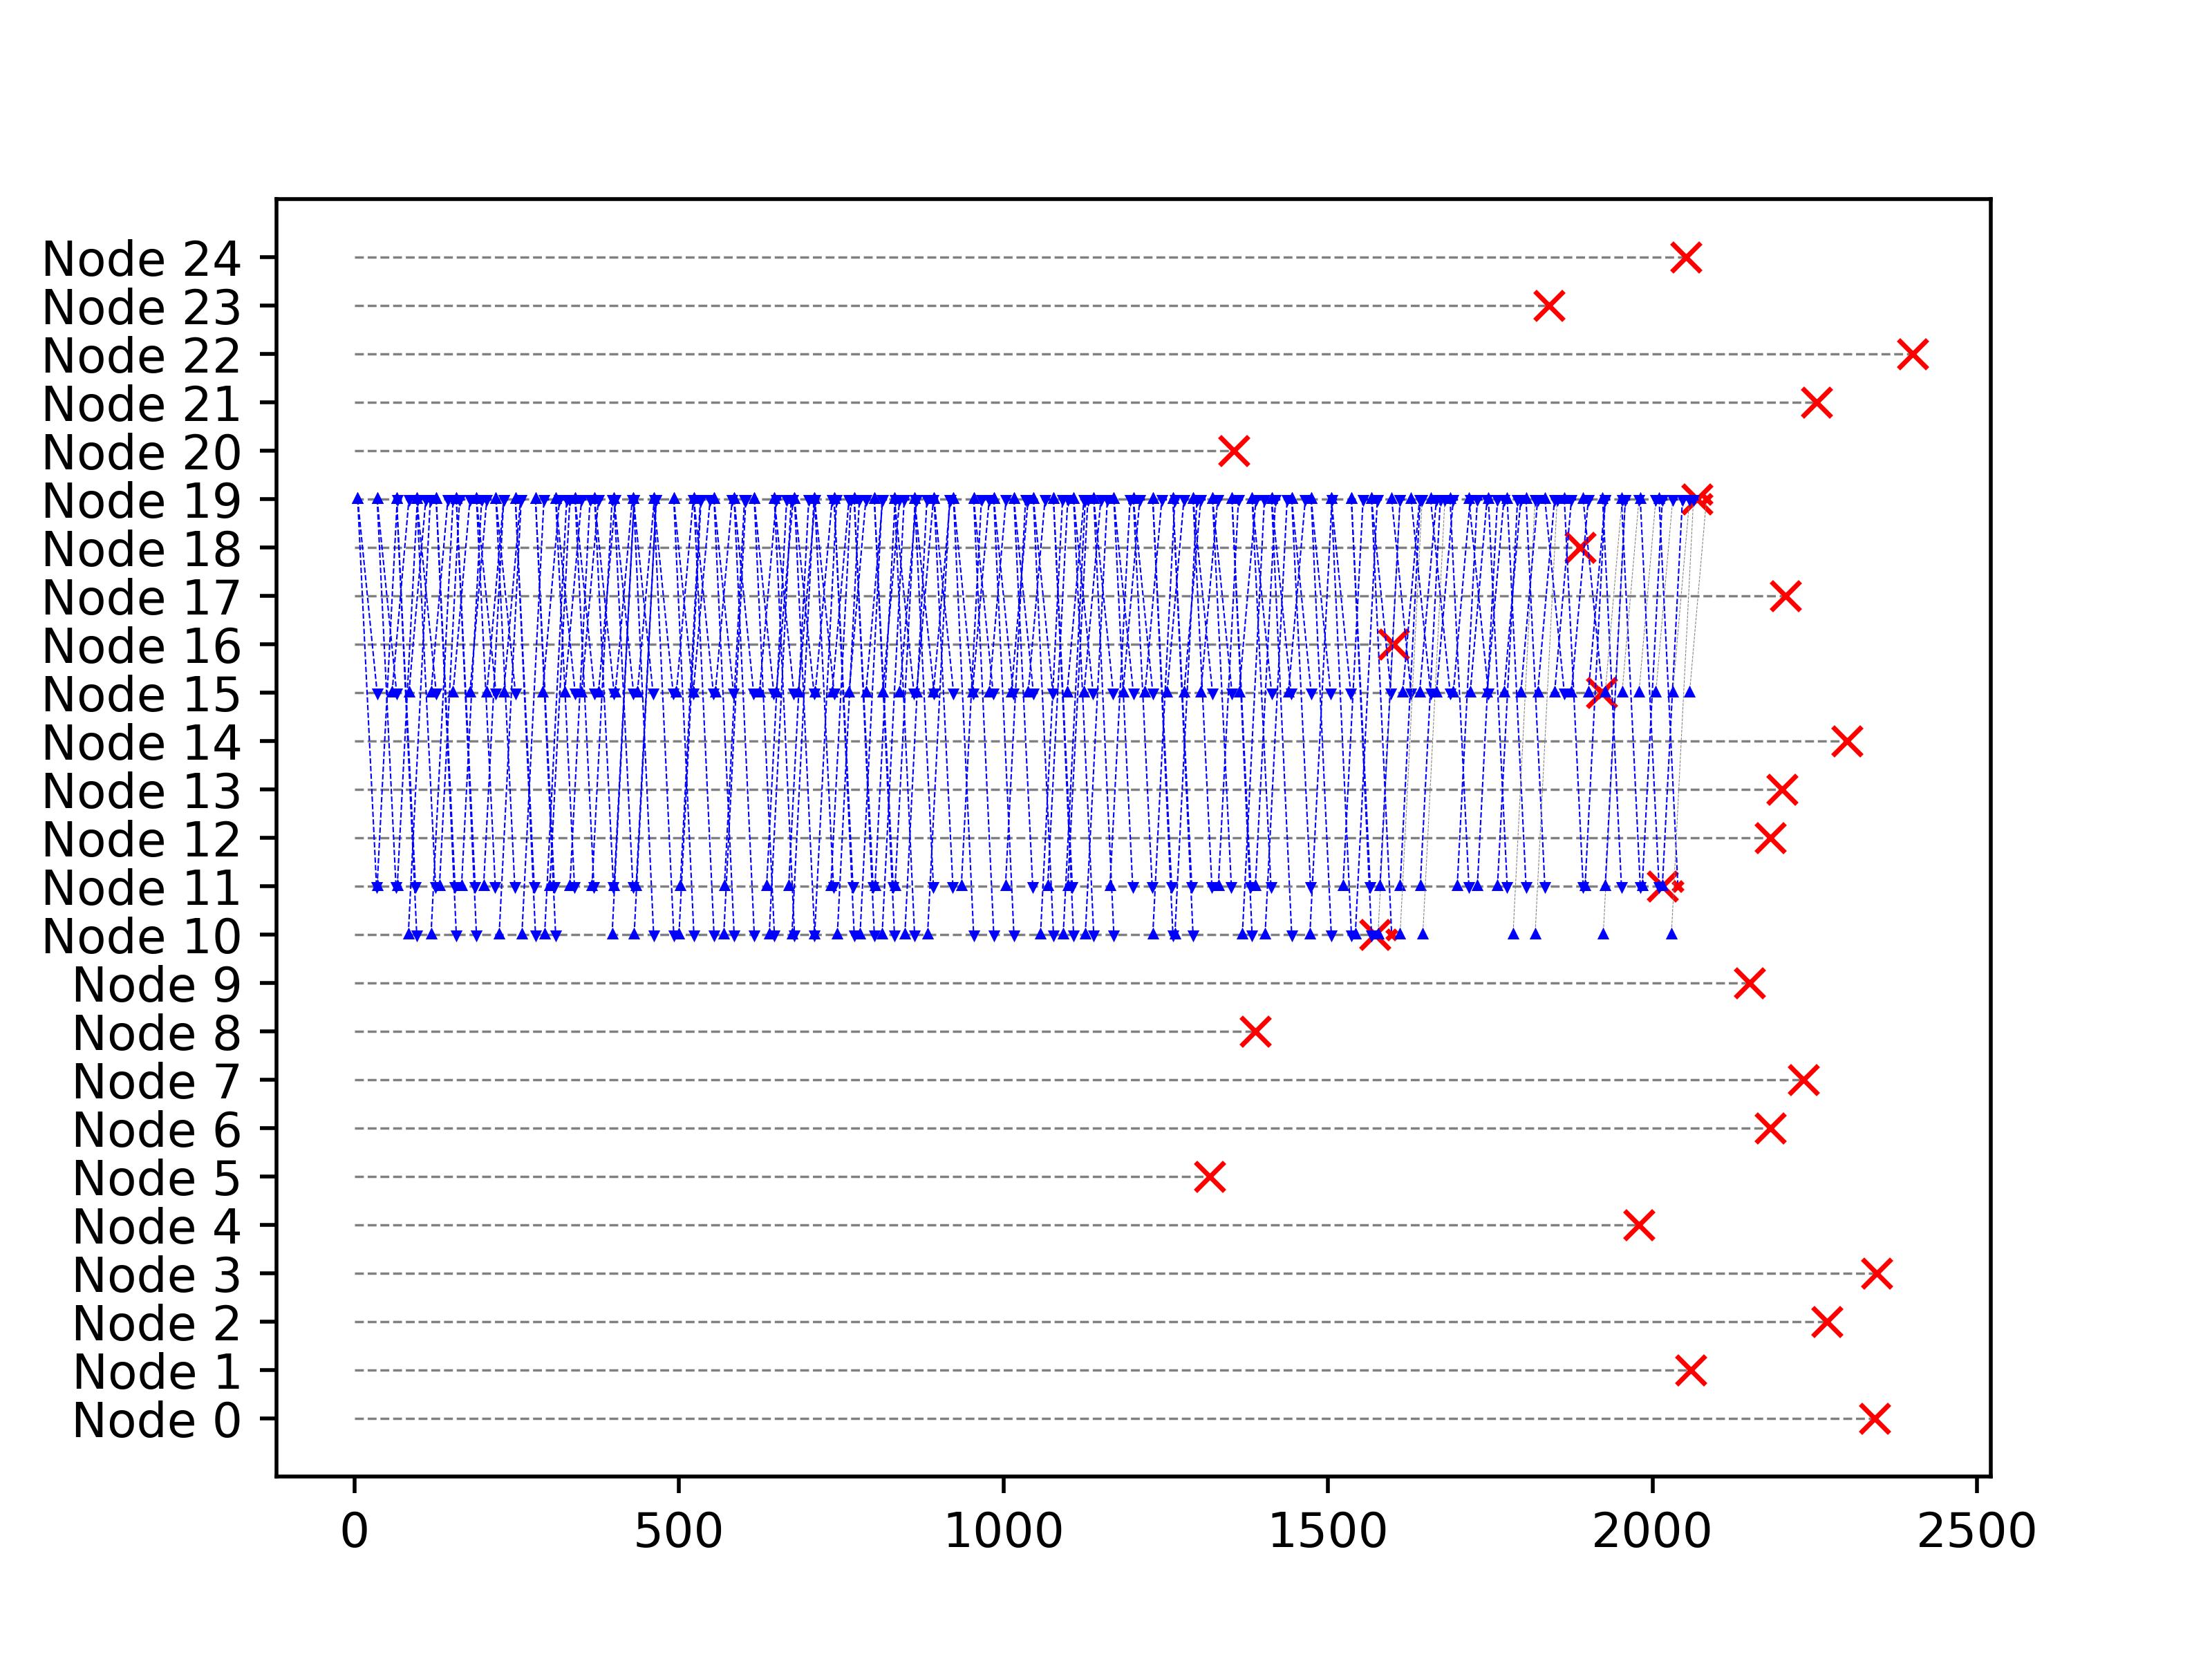 Node 24
Node 23
Node 22
Node 21
Node 20
Node 19
Node 18
Node 17
Node 16
Node 15
Node 14
Node 13
Node 12
Node 11
Node 10
Node 9
Node 8
Node 7
Node 6
Node 5
Node 4
Node 3
Node 2
Node 1
Node 0
0 500 1000 1500 2000 2500